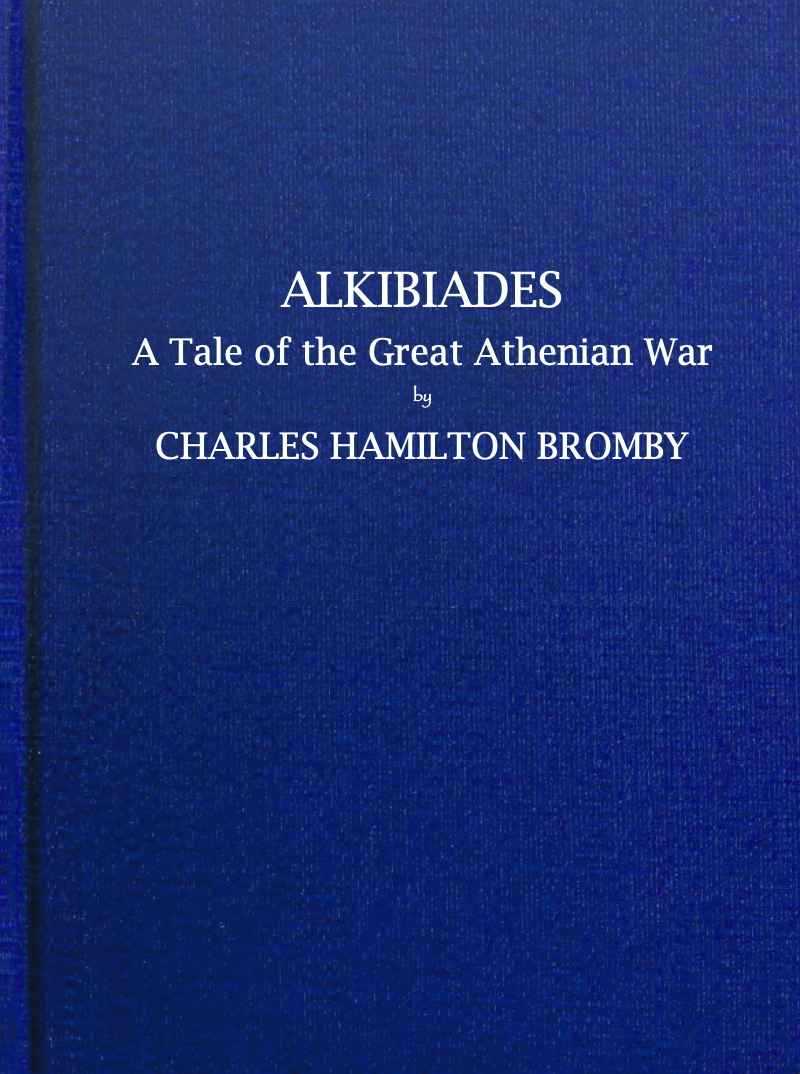 ALKIBIADES
A Tale of the Great Athenian War
by
CHARLES HAMILTON BROMBY